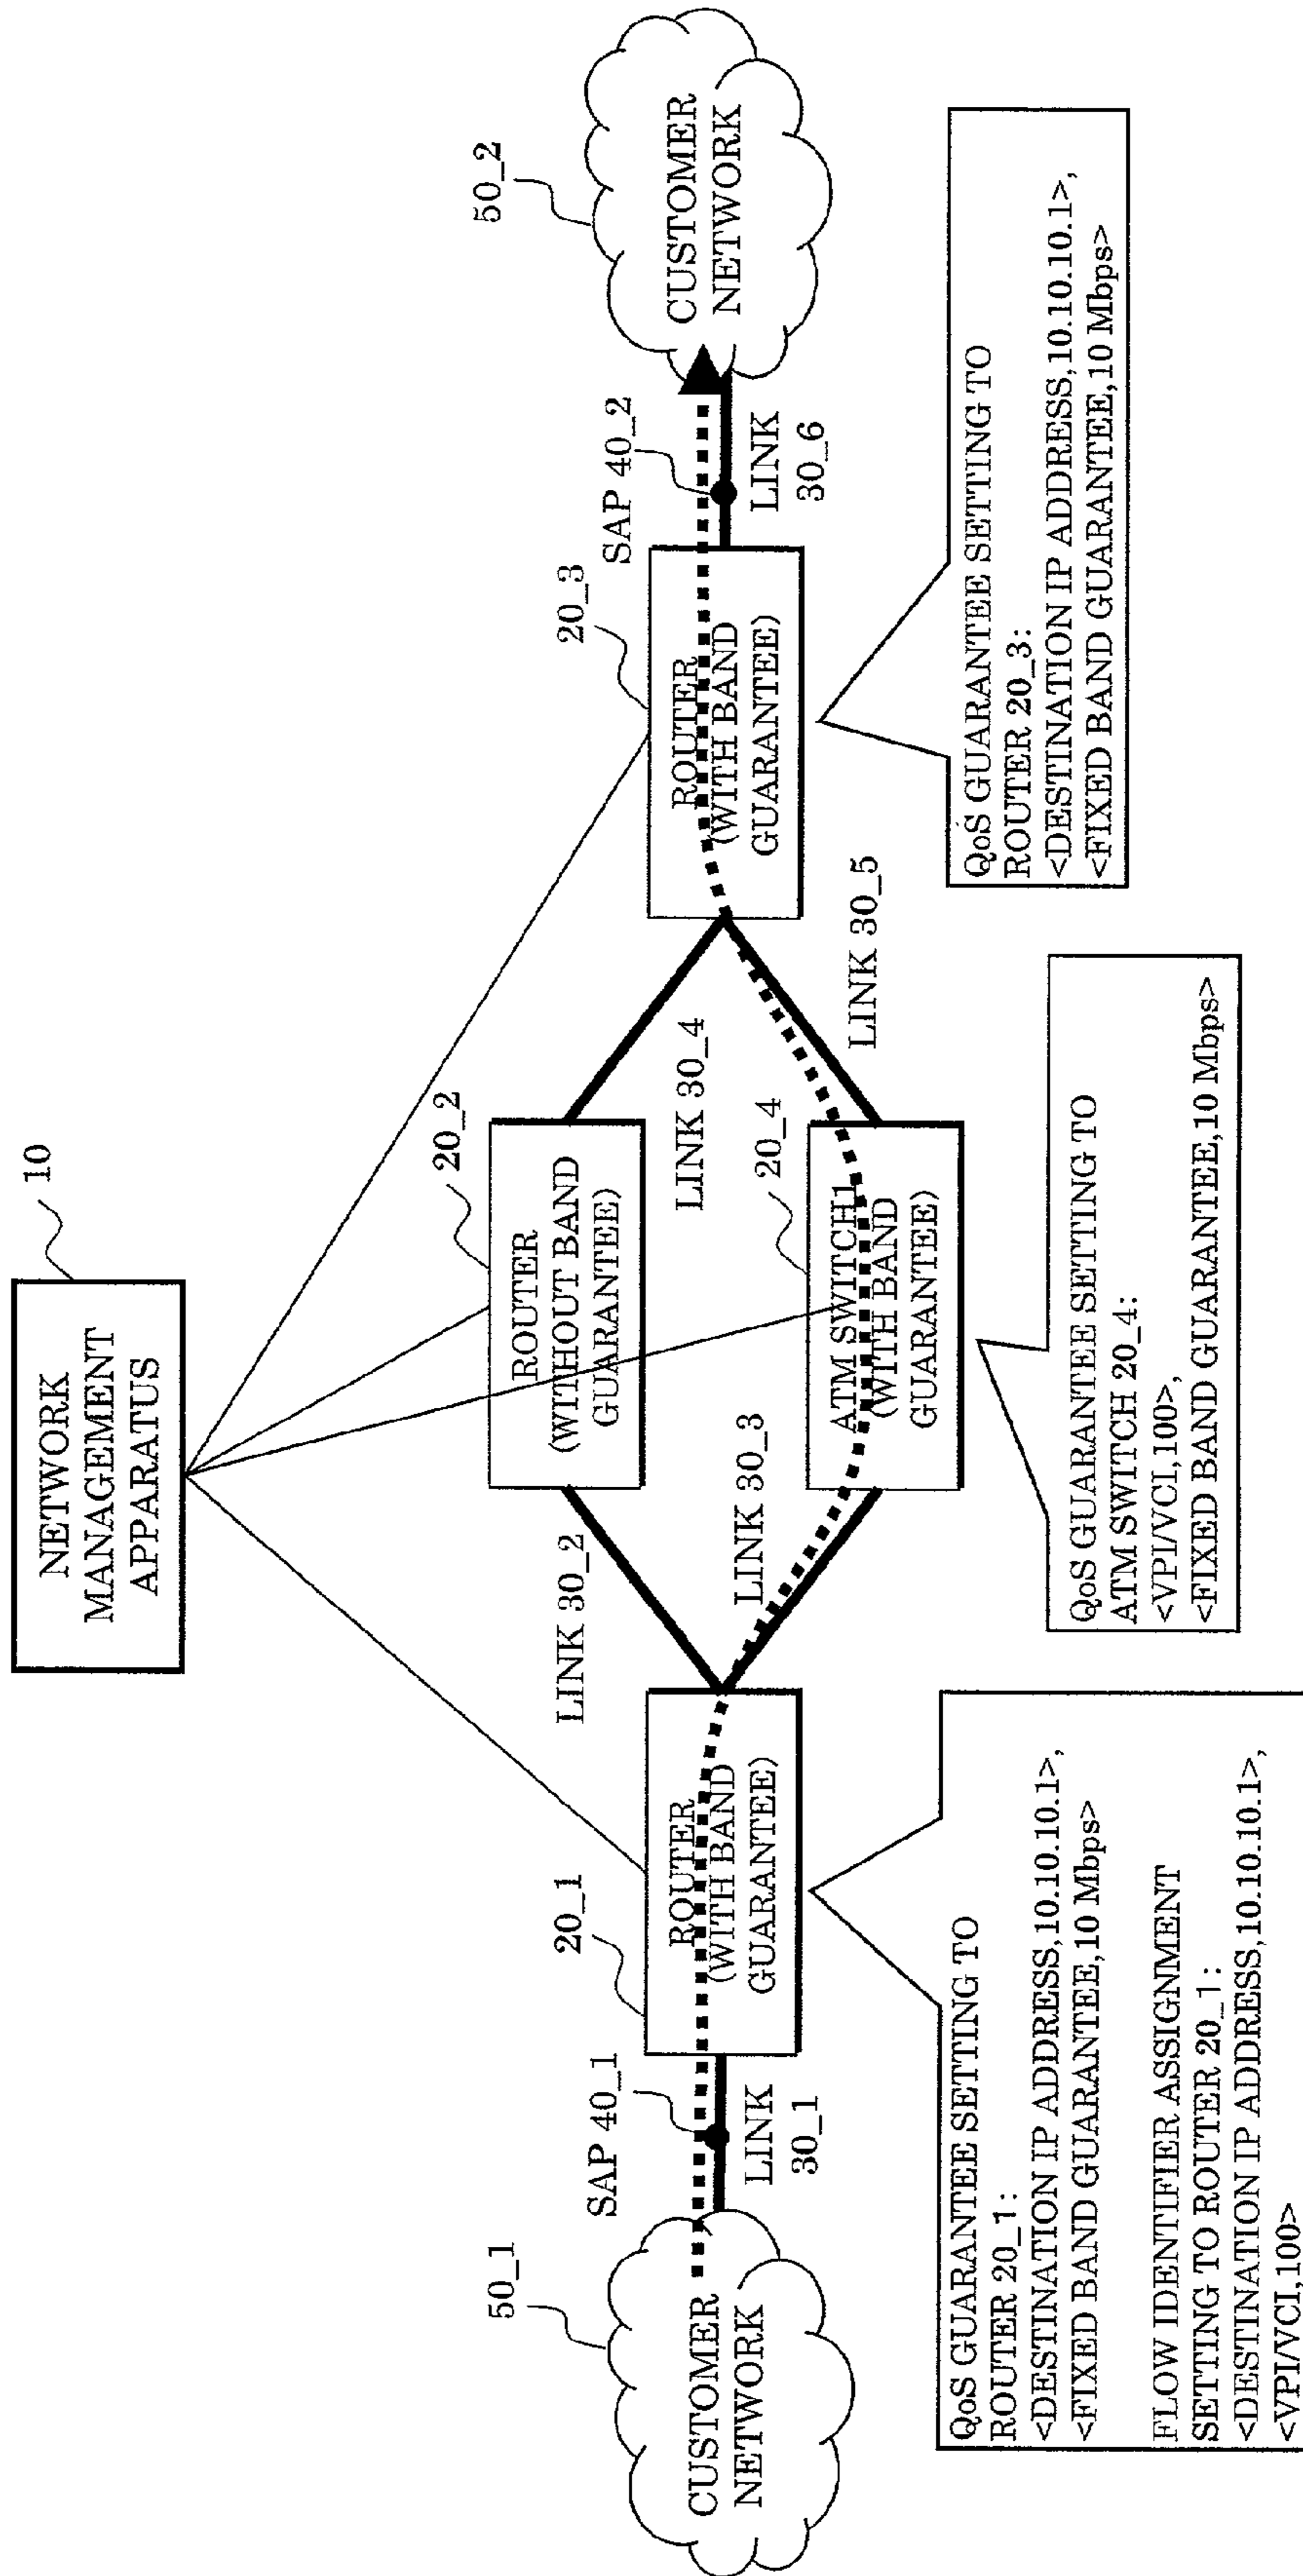 NETWORK
MANAGEMENT
APPARATUS
10
50_1
CUSTOMER
NETWORK
SAP 40_1
LINK
30_1
20_1
ROUTER
(WITH BAND
GUARANTEE)
LINK 30_2
LINK 30_3
20_2
ROUTER
(WITHOUT BAND
GUARANTEE)
20_4
ATM SWITCH1
(WITH BAND
GUARANTEE)
LINK 30_4
LINK 30_5
20_3
ROUTER
(WITH BAND
GUARANTEE)
SAP 40_2
LINK
30_6
50_2
CUSTOMER
NETWORK
QoS GUARANTEE SETTING TO
ROUTER 20_1:
<DESTINATION IP ADDRESS,10.10.10.1>,
<FIXED BAND GUARANTEE,10 Mbps>
FLOW IDENTIFIER ASSIGNMENT
SETTING TO ROUTER 20_1:
<DESTINATION IP ADDRESS,10.10.10.1>,
<VPI/VCI,100>
QoS GUARANTEE SETTING TO
ATM SWITCH 20_4:
<VPI/VCI,100>,
<FIXED BAND GUARANTEE,10 Mbps>
QoS GUARANTEE SETTING TO
ROUTER 20_3:
<DESTINATION IP ADDRESS,10.10.10.1>,
<FIXED BAND GUARANTEE,10 Mbps>